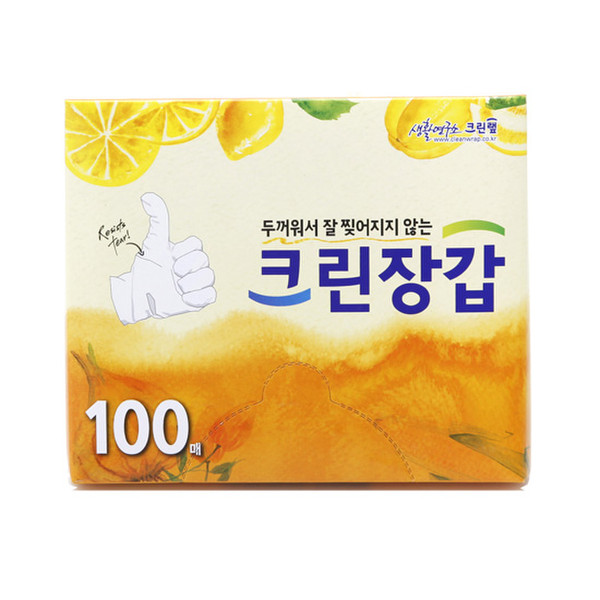 생활연구소 크린랲
www.cleanwrap.co.kr
두꺼워서 잘 찢어지지 않는
크린장갑
Resists
tear!
100매